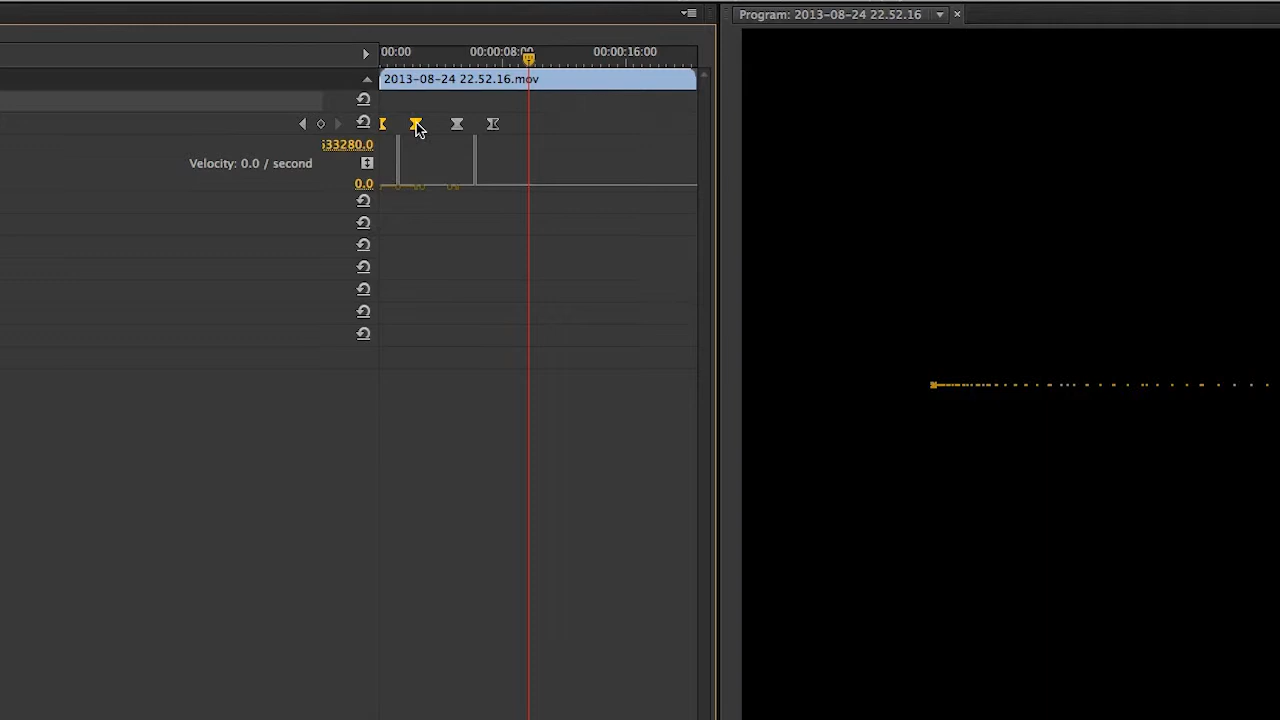 Program: 2013-08-24 22.52.16
00:00
00:00:08:00
00:00:16:00
2013-08-24 22.52.16.mov
533280.0
Velocity: 0.0 / second
0.0